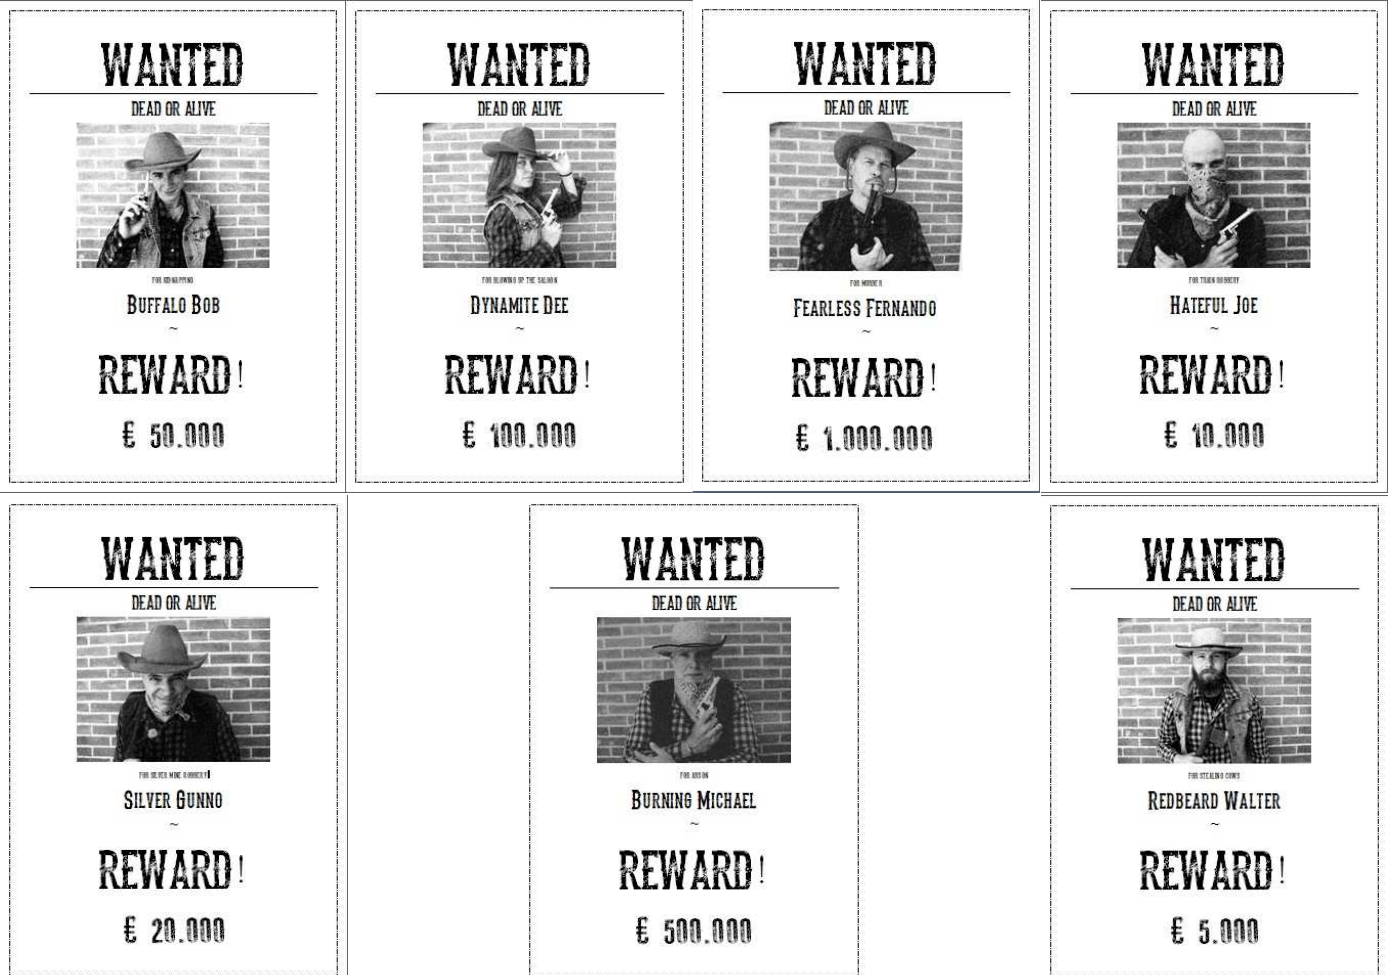 WANTED
DEAD OR ALIVE
FOR KIDNAPPING
BUFFALO BOB
~
REWARD!
€ 50.000
WANTED
DEAD OR ALIVE
FOR BLOWING UP THE SALOON
DYNAMITE DEE
~
REWARD!
€ 100.000
WANTED
DEAD OR ALIVE
FOR MURDER
FEARLESS FERNANDO
~
REWARD!
€ 1.000.000
WANTED
DEAD OR ALIVE
FOR TRAIN ROBBERY
HATEFUL JOE
~
REWARD!
€ 10.000
WANTED
DEAD OR ALIVE
FOR SILVER MINE ROBBERY
SILVER GUNNO
~
REWARD!
€ 20.000
WANTED
DEAD OR ALIVE
FOR ARSON
BURNING MICHAEL
~
REWARD!
€ 500.000
WANTED
DEAD OR ALIVE
FOR STEALING COWS
REDBEARD WALTER
~
REWARD!
€ 5.000